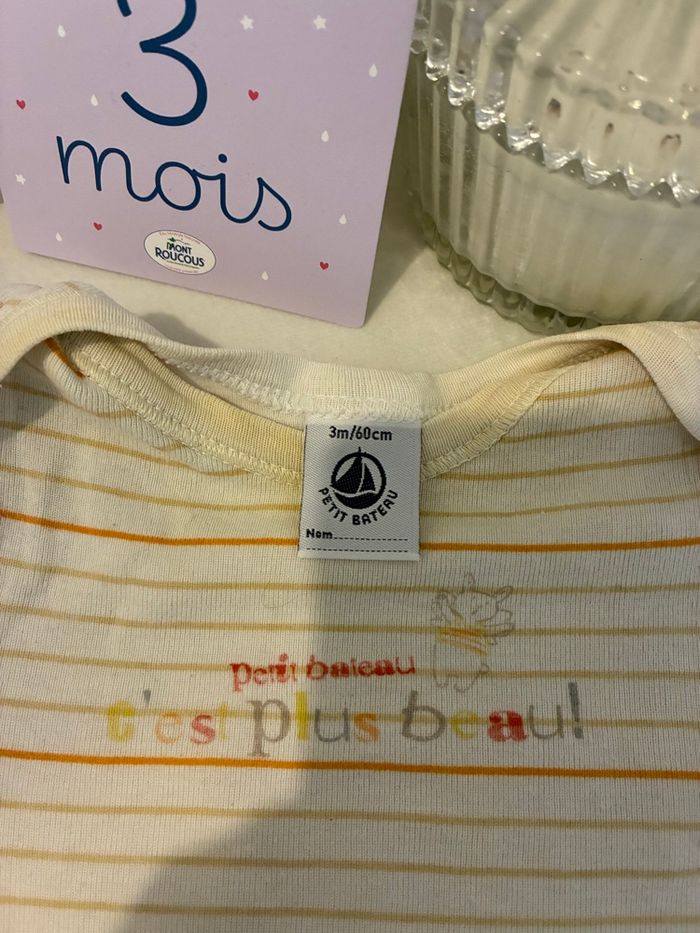 3
mois
MONT
ROUCOUS
3m/60cm
PETIT BATEAU
Nom
petit bateau
c'est plus beau!